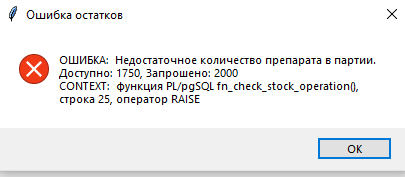 Ошибка остатков
ОШИБКА:  Недостаточное количество препарата в партии.
Доступно: 1750, Запрошено: 2000
CONTEXT:  функция PL/pgSQL fn_check_stock_operation(),
строка 25, оператор RAISE
ОК